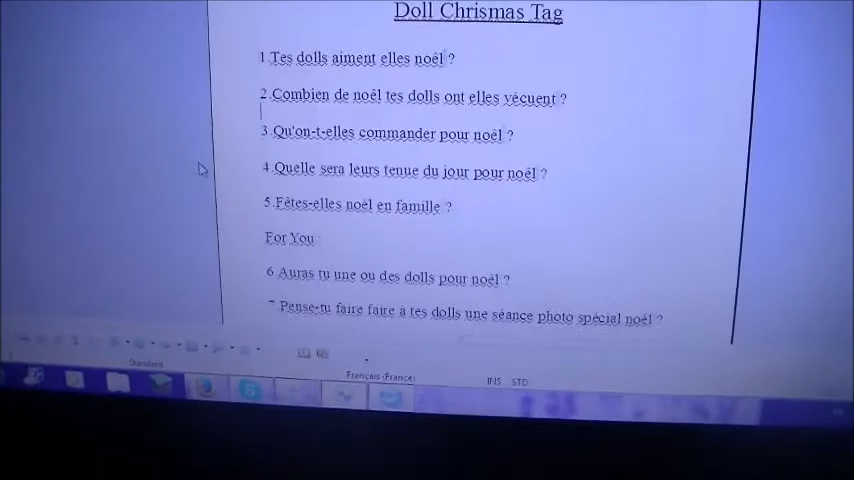 Doll Chrismas Tag
1.Tes dolls aiment elles noël ?
2.Combien de noël tes dolls ont elles vécuent ?
3.Qu'on-t-elles commander pour noël ?
4.Quelle sera leurs tenue du jour pour noël ?
5.Fêtes-elles noël en famille ?
For You
6.Auras tu une ou des dolls pour noël ?
7.Pense-tu faire faire a tes dolls une séance photo spécial noël ?
Standard
Français (France)
INS STD